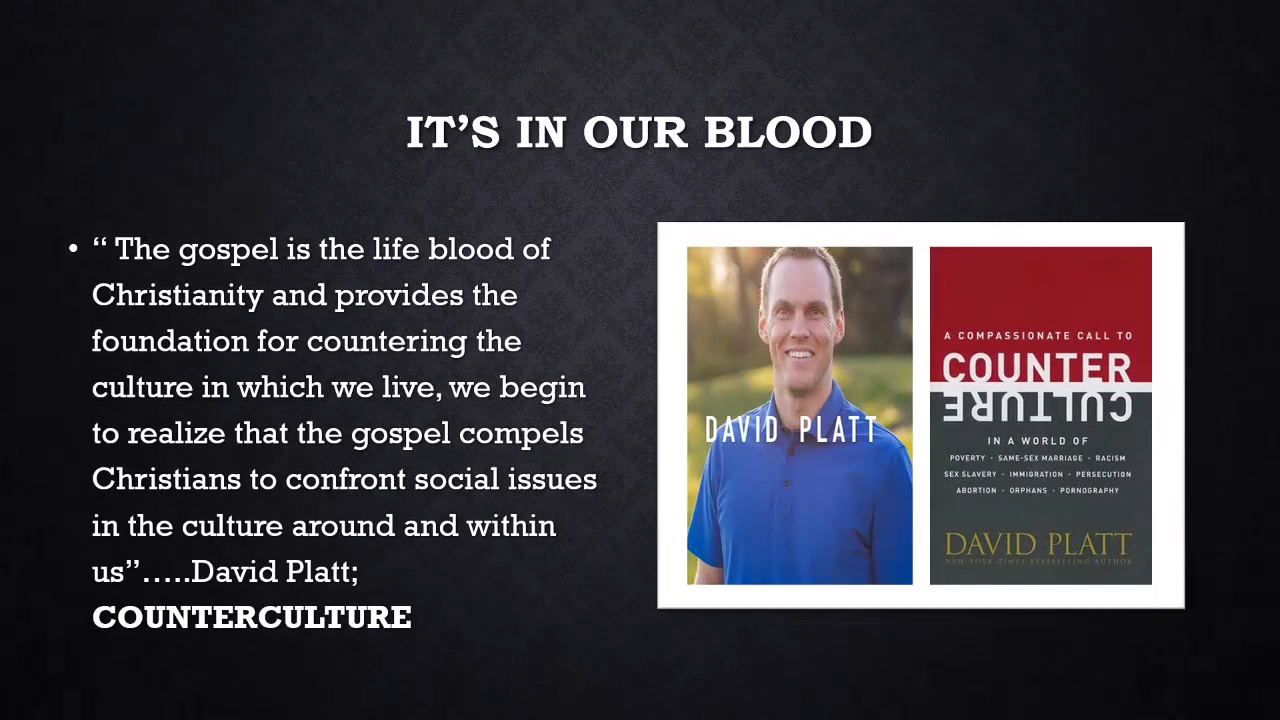 IT’S IN OUR BLOOD
• “ The gospel is the life blood of
Christianity and provides the
foundation for countering the
culture in which we live, we begin
to realize that the gospel compels
Christians to confront social issues
in the culture around and within
us”…..David Platt;
COUNTERCULTURE
DAVID PLATT
A COMPASSIONATE CALL TO
COUNTER
CULTURE
IN A WORLD OF
POVERTY • SAME-SEX MARRIAGE • RACISM
SEX SLAVERY • IMMIGRATION • PERSECUTION
ABORTION • ORPHANS • PORNOGRAPHY
DAVID PLATT
NEW YORK TIMES BESTSELLING AUTHOR